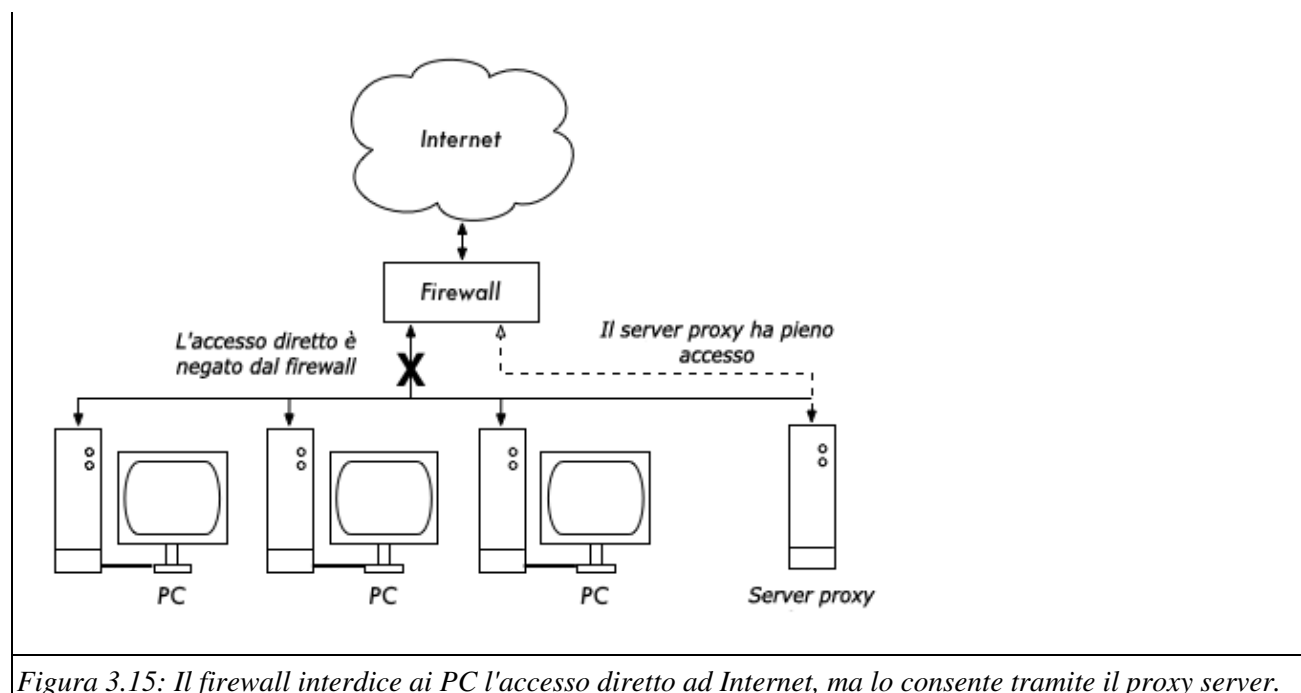 Internet
Firewall
L'accesso diretto è
negato dal firewall
X
Il server proxy ha pieno
accesso
PC
PC
PC
Server proxy
Figura 3.15: Il firewall interdice ai PC l'accesso diretto ad Internet, ma lo consente tramite il proxy server.